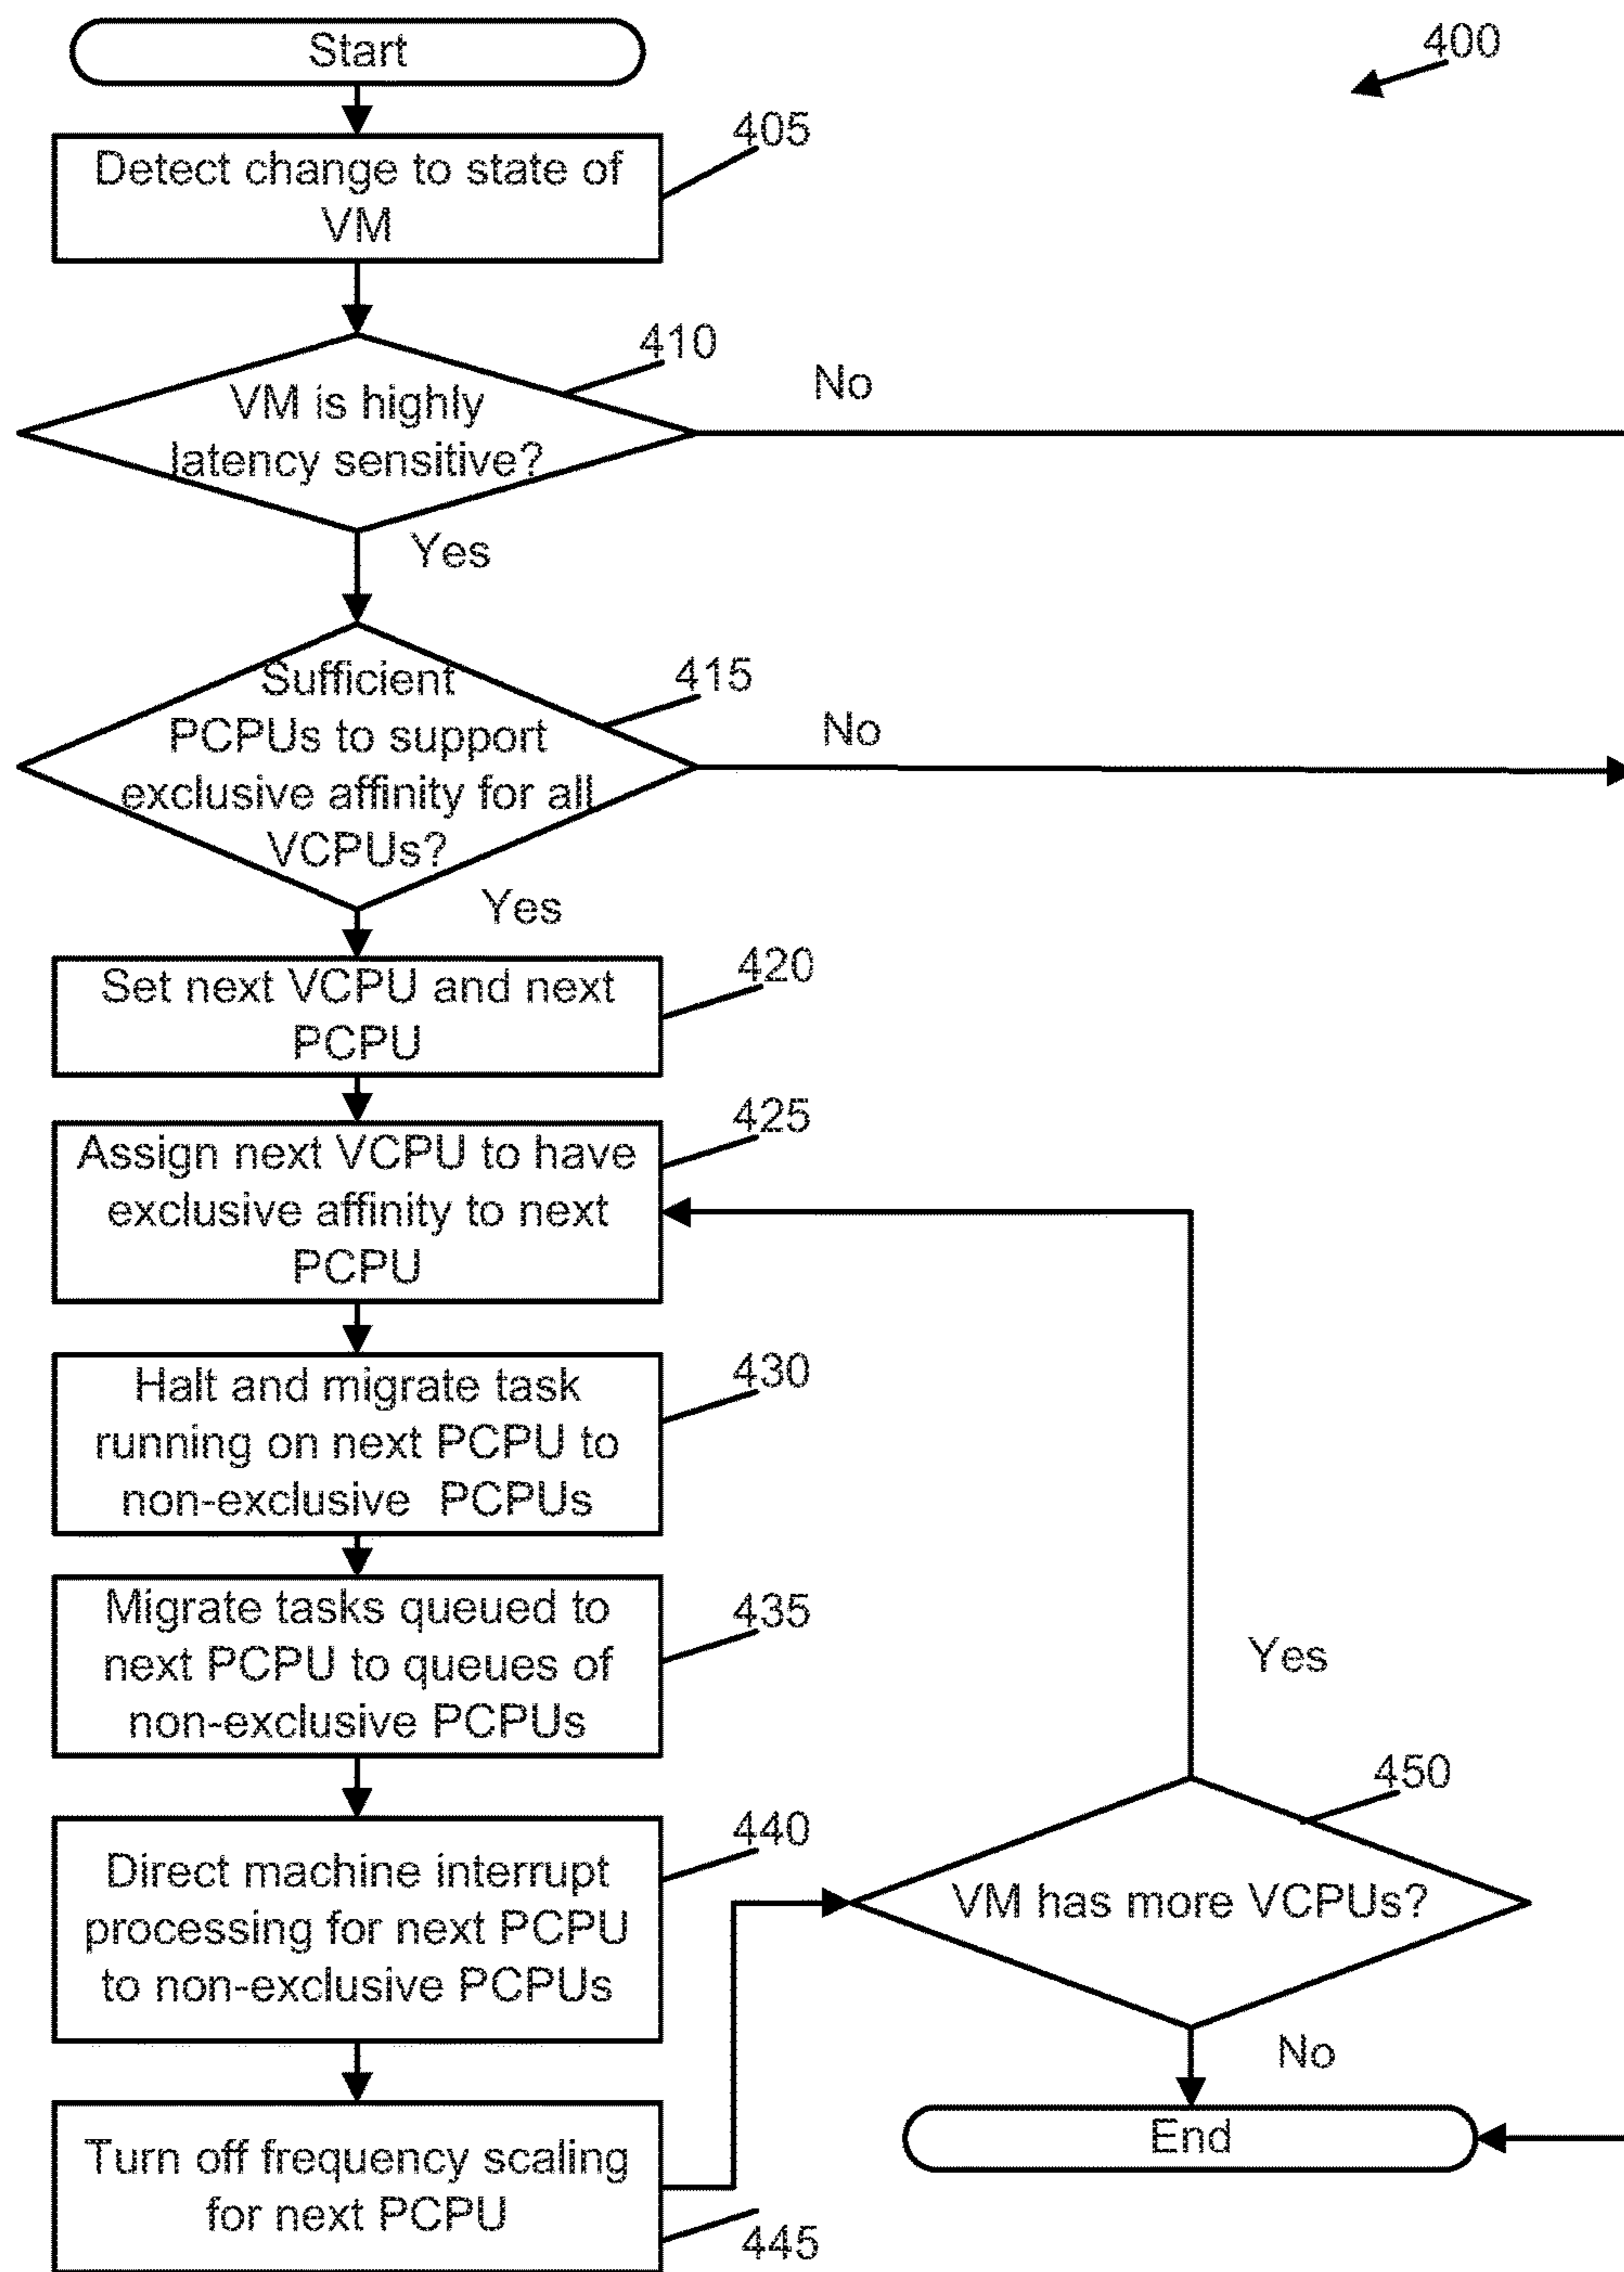 Start
400
405
Detect change to state of
VM
410
VM is highly
latency sensitive?
No
Yes
415
Sufficient
PCPUs to support
exclusive affinity for all
VCPUs?
No
Yes
420
Set next VCPU and next
PCPU
425
Assign next VCPU to have
exclusive affinity to next
PCPU
430
Halt and migrate task
running on next PCPU to
non-exclusive PCPUs
435
Migrate tasks queued to
next PCPU to queues of
non-exclusive PCPUs
Yes
440
Direct machine interrupt
processing for next PCPU
to non-exclusive PCPUs
450
VM has more VCPUs?
No
Turn off frequency scaling
for next PCPU
445
End